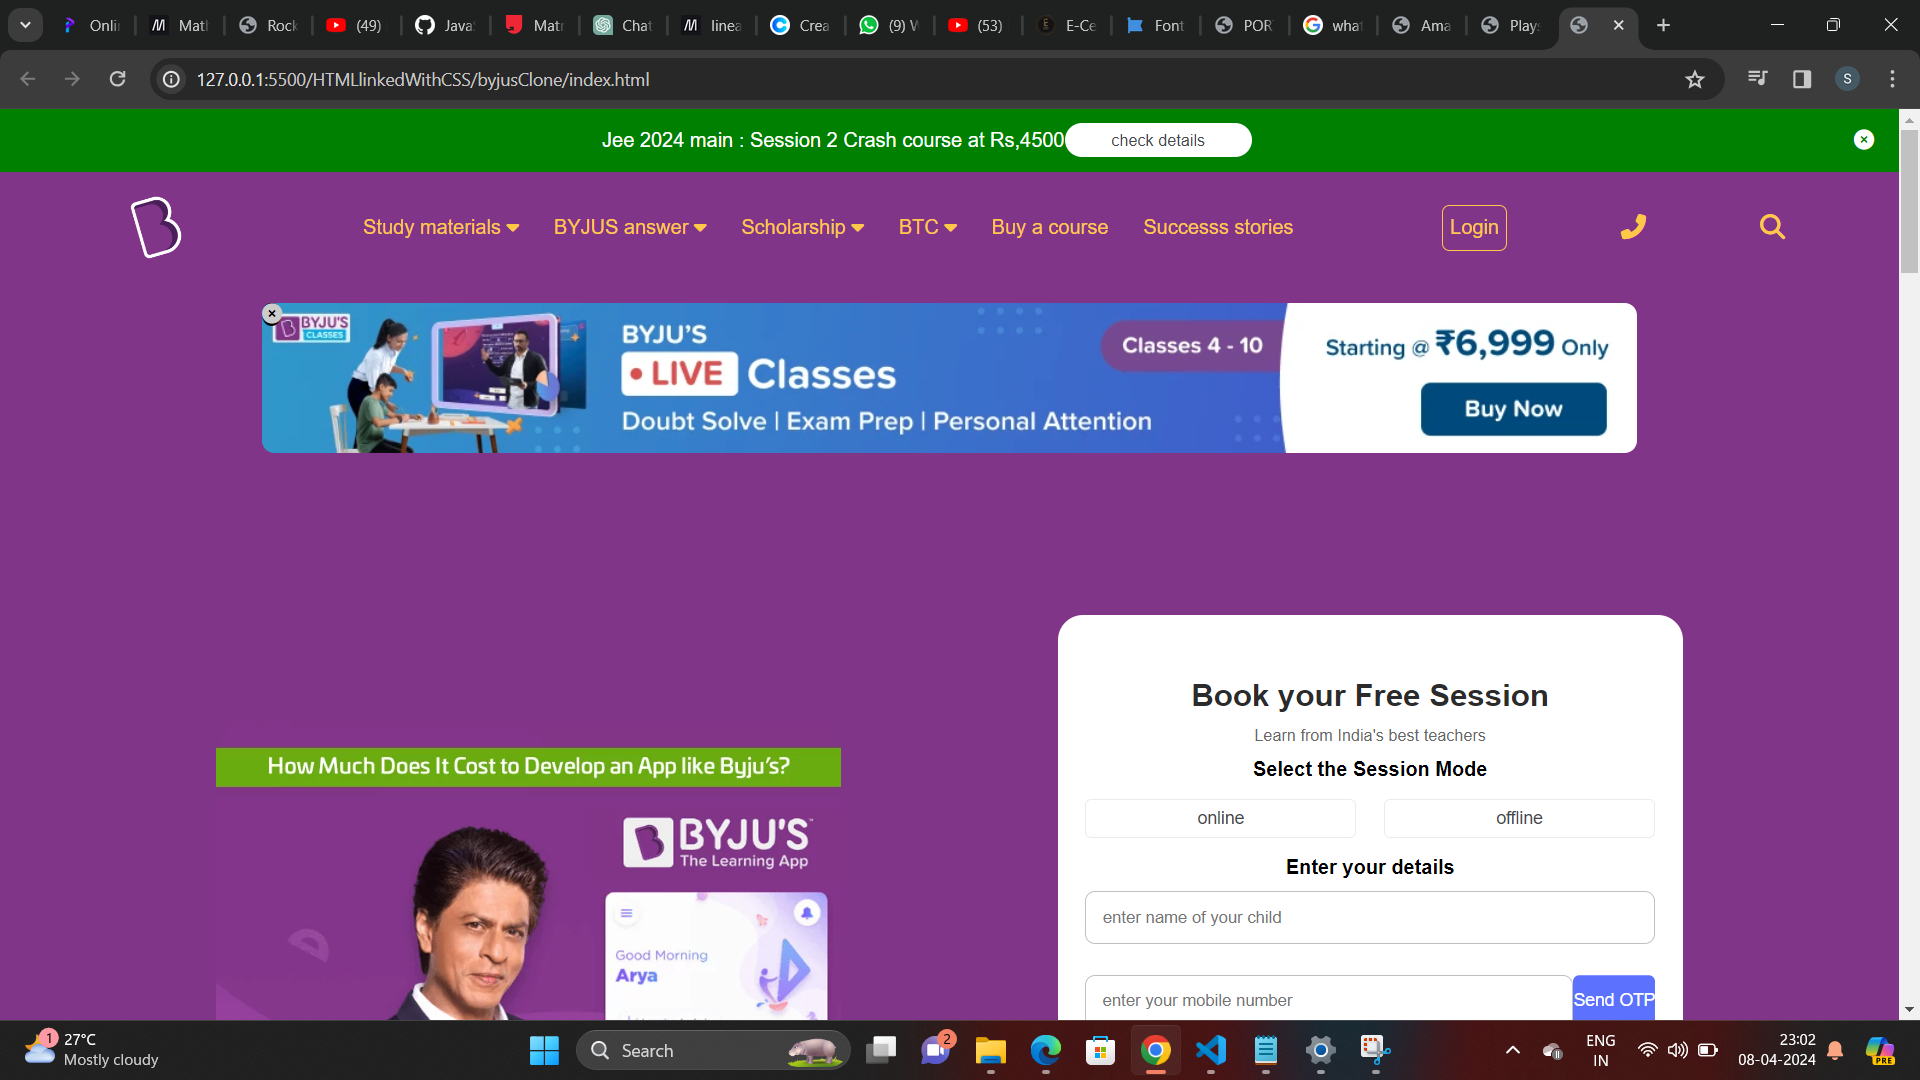 Onli
Math
Rock
(49)
Java
Matr
Chat
linea
Crea
(9) W
(53)
E-Ce
Font
POR
what
Ama
Plays
127.0.0.1:5500/HTMLlinkedWithCSS/byjusClone/index.html
S
Jee 2024 main : Session 2 Crash course at Rs,4500
check details
Study materials
BYJUS answer
Scholarship
BTC
Buy a course
Successs stories
Login
BYJU'S
CLASSES
BYJU'S
LIVE Classes
Doubt Solve | Exam Prep | Personal Attention
Classes 4 - 10
Starting @ ₹6,999 Only
Buy Now
How Much Does It Cost to Develop an App like Byju's?
BYJU'S
The Learning App
Good Morning
Arya
Book your Free Session
Learn from India's best teachers
Select the Session Mode
online
offline
Enter your details
enter name of your child
enter your mobile number
Send OTP
1
27°C
Mostly cloudy
Search
2
ENG
IN
23:02
08-04-2024
PRE